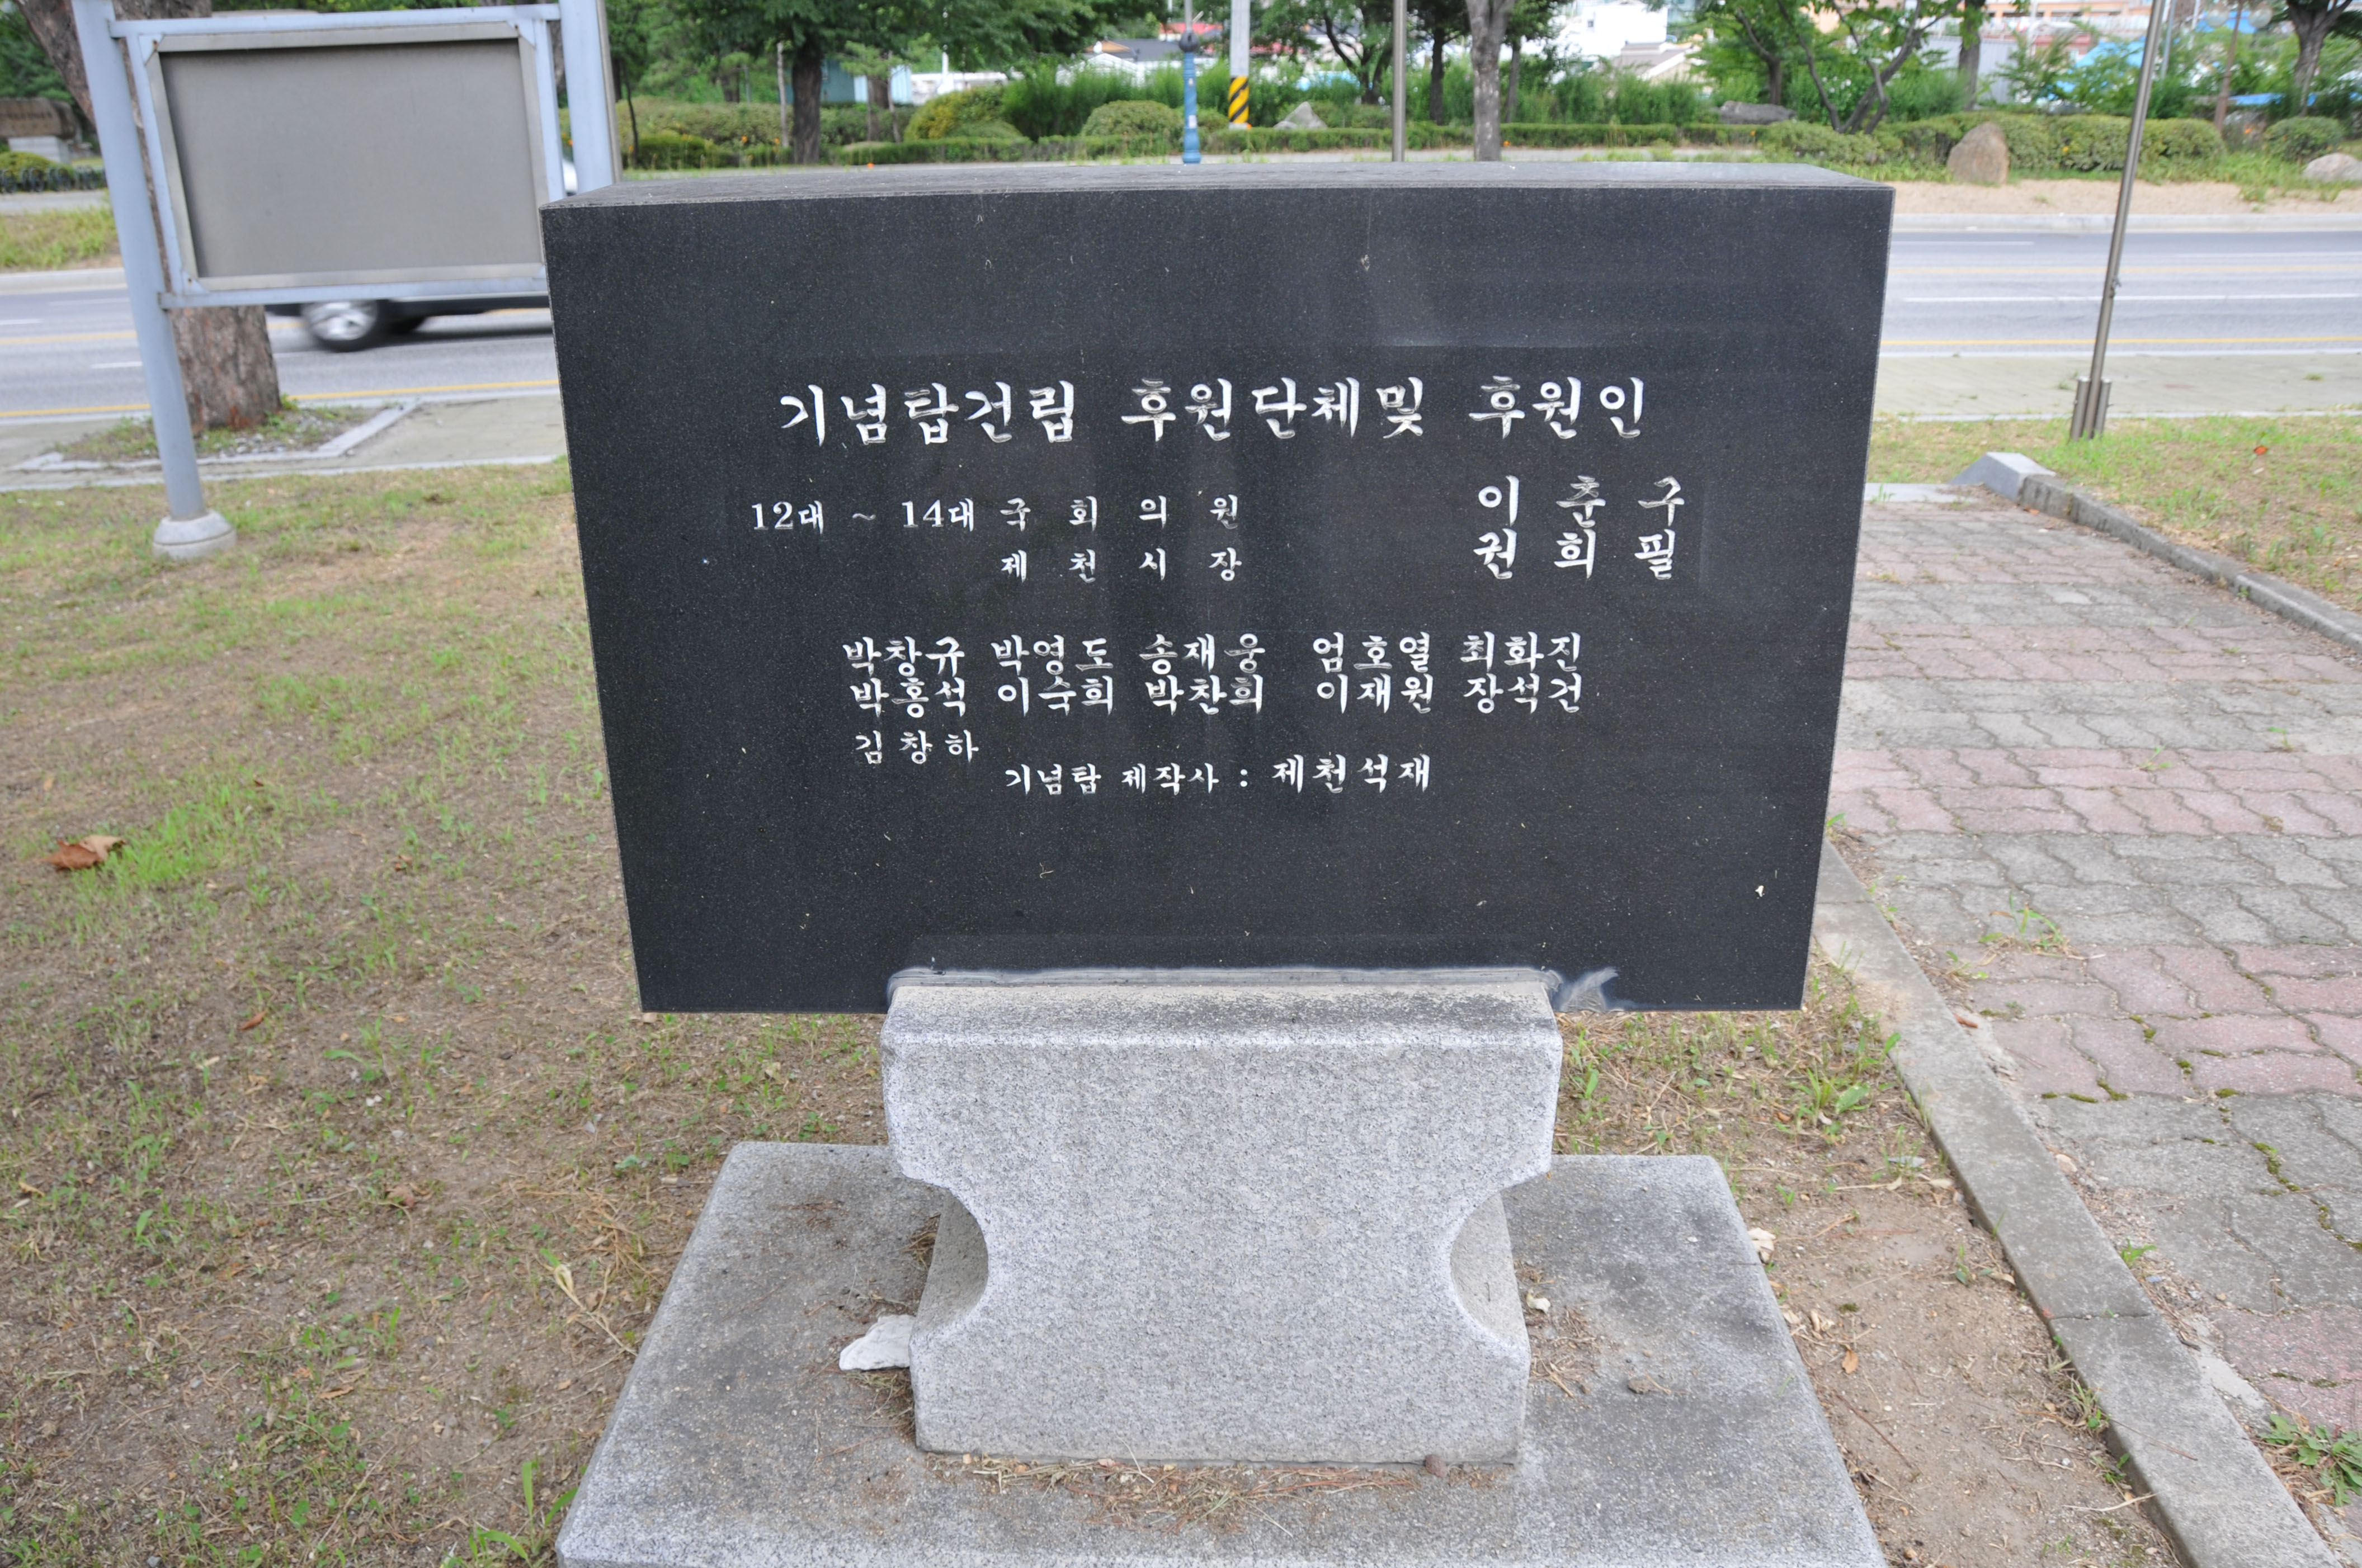 기념탑건립 후원단체및 후원인
12대 ~ 14대 국회의원 이춘구
제천시장 권희필
박창규 박영도 송재웅 엄호열 최화진
박홍석 이숙희 박찬희 이재원 장석건
김창하
기념탑 제작사 : 제천석재